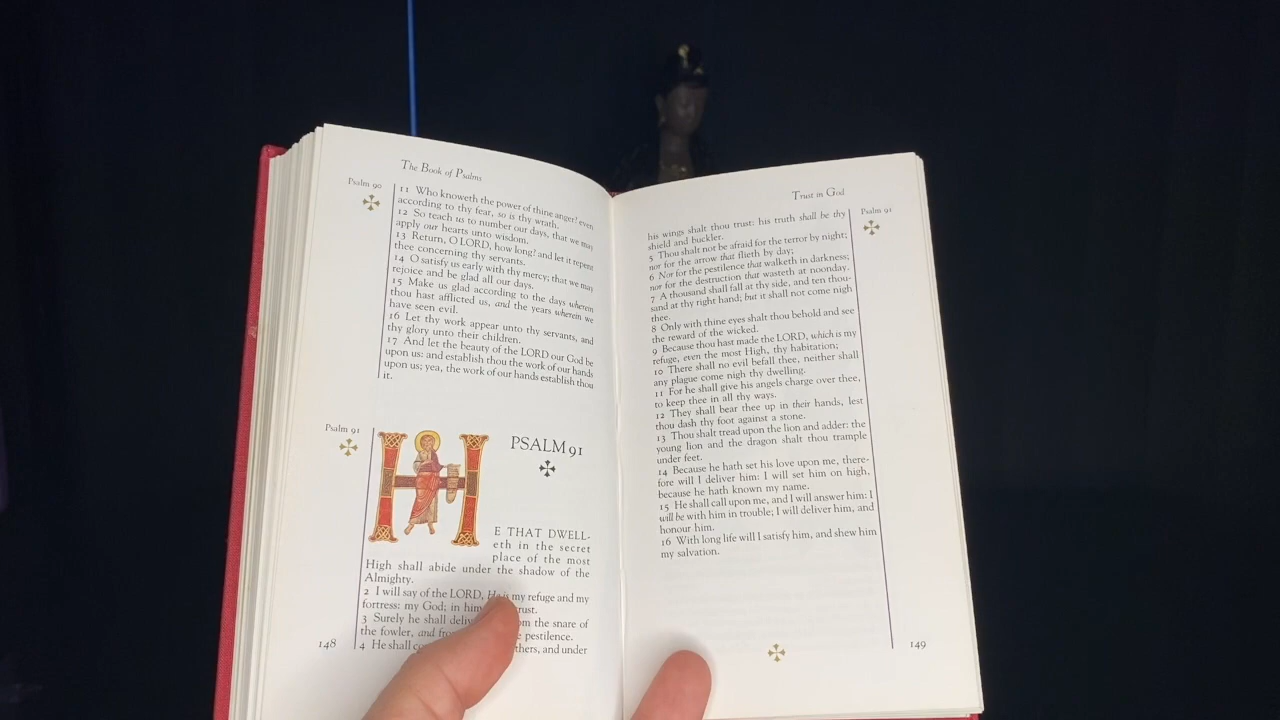 The Book of Psalms
Psalm 90
11 Who knoweth the power of thine anger? even
according to thy fear, so is thy wrath.
12 So teach us to number our days, that we may
apply our hearts unto wisdom.
13 Return, O LORD, how long? and let it repent
thee concerning thy servants.
14 O satisfy us early with thy mercy; that we may
rejoice and be glad all our days.
15 Make us glad according to the days wherein
thou hast afflicted us, and the years wherein we
have seen evil.
16 Let thy work appear unto thy servants, and
thy glory unto their children.
17 And let the beauty of the LORD our God be
upon us: and establish thou the work of our hands
upon us; yea, the work of our hands establish thou
it.
Psalm 91
PSALM 91
H
E THAT DWELL-
eth in the secret
place of the most
High shall abide under the shadow of the
Almighty.
2 I will say of the LORD, He is my refuge and my
fortress: my God; in him trust.
3 Surely he shall from the snare of
the fowler, and pestilence.
4 He shall and under
148
Trust in God
Psalm 91
his wings shalt thou trust: his truth shall be thy
shield and buckler.
5 Thou shalt not be afraid for the terror by night;
nor for the arrow that flieth by day;
6 Nor for the pestilence that walketh in darkness;
nor for the destruction that wasteth at noonday.
7 A thousand shall fall at thy side, and ten thou-
sand at thy right hand; but it shall not come nigh
thee.
8 Only with thine eyes shalt thou behold and see
the reward of the wicked.
9 Because thou hast made the LORD, which is my
refuge, even the most High, thy habitation;
10 There shall no evil befall thee, neither shall
any plague come nigh thy dwelling.
11 For he shall give his angels charge over thee,
to keep thee in all thy ways.
12 They shall bear thee up in their hands, lest
thou dash thy foot against a stone.
13 Thou shalt tread upon the lion and adder: the
young lion and the dragon shalt thou trample
under feet.
14 Because he hath set his love upon me, there-
fore will I deliver him: I will set him on high,
because he hath known my name.
15 He shall call upon me, and I will answer him: I
will be with him in trouble; I will deliver him, and
honour him.
16 With long life will I satisfy him, and shew him
my salvation.
149